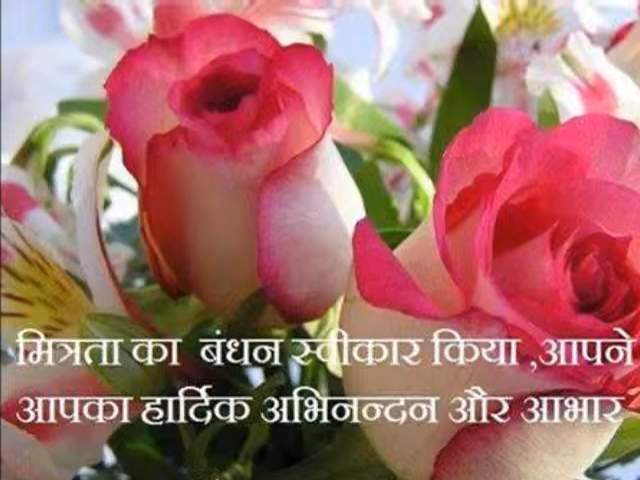 मित्रता का बंधन स्वीकार किया ,आपने
आपका हार्दिक अभिनन्दन और आभार